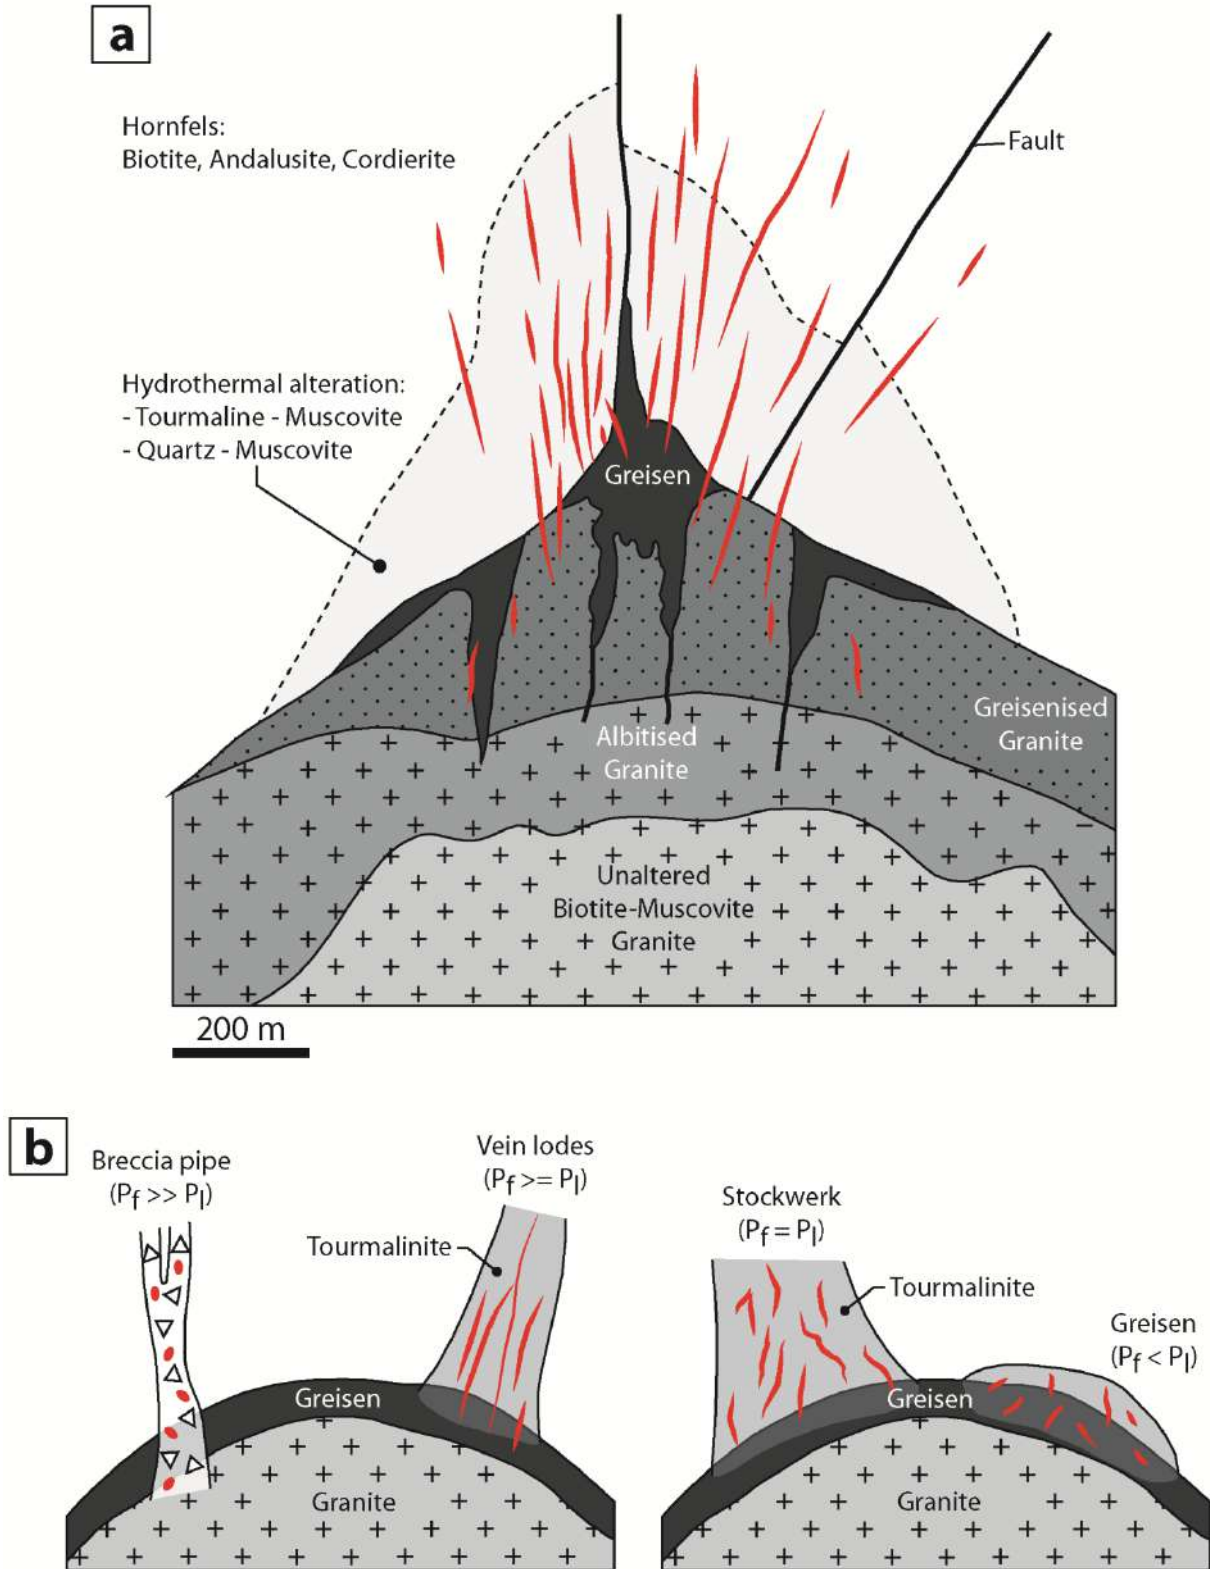 a
Hornfels:
Biotite, Andalusite, Cordierite
Fault
Hydrothermal alteration:
- Tourmaline - Muscovite
- Quartz - Muscovite
Greisen
Greisenised
Granite
Albitised
Granite
Unaltered
Biotite-Muscovite
Granite
200 m
b
Breccia pipe
(Pf >> Pl)
Vein lodes
(Pf >= Pl)
Tourmalinite
Greisen
Granite
Stockwerk
(Pf = Pl)
Tourmalinite
Greisen
(Pf < Pl)
Greisen
Granite